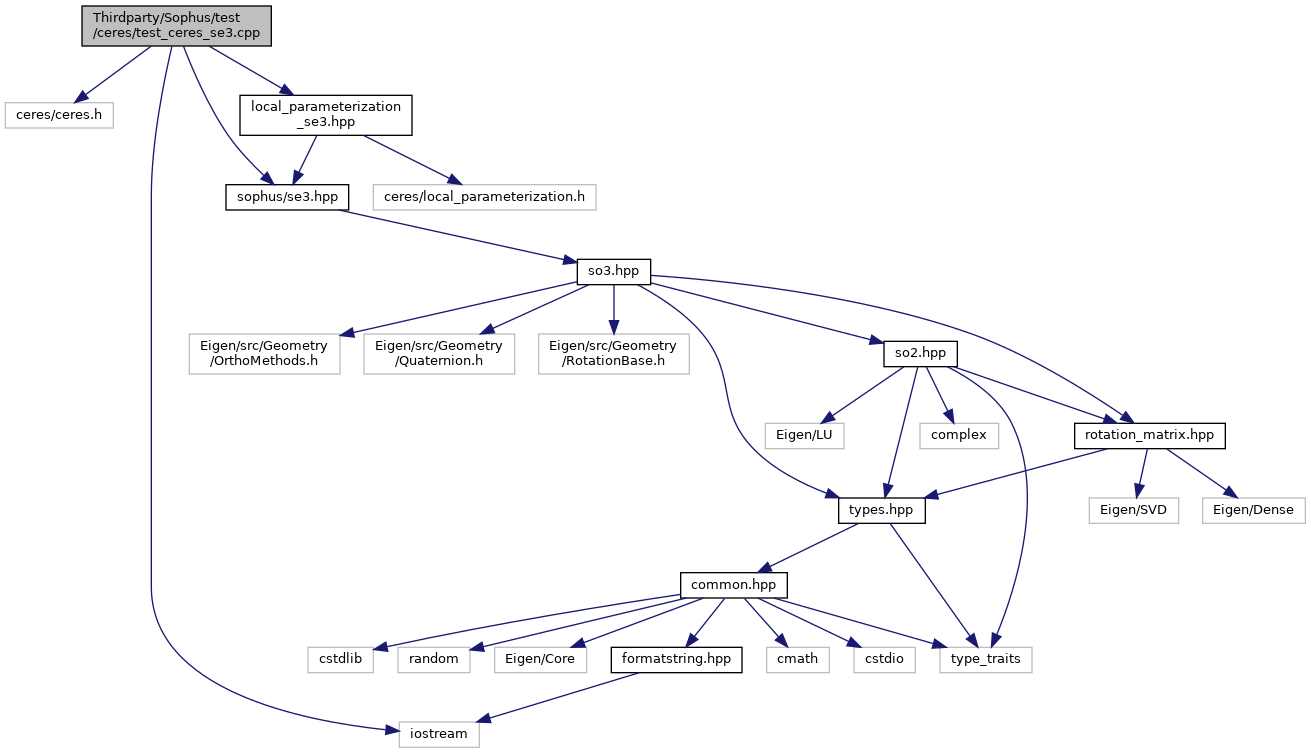 Thirdparty/Sophus/test
/ceres/test_ceres_se3.cpp
ceres/ceres.h
local_parameterization
_se3.hpp
sophus/se3.hpp
ceres/local_parameterization.h
so3.hpp
Eigen/src/Geometry
/OrthoMethods.h
Eigen/src/Geometry
/Quaternion.h
Eigen/src/Geometry
/RotationBase.h
so2.hpp
Eigen/LU
complex
rotation_matrix.hpp
types.hpp
Eigen/SVD
Eigen/Dense
common.hpp
cstdlib
random
Eigen/Core
formatstring.hpp
cmath
cstdio
type_traits
iostream